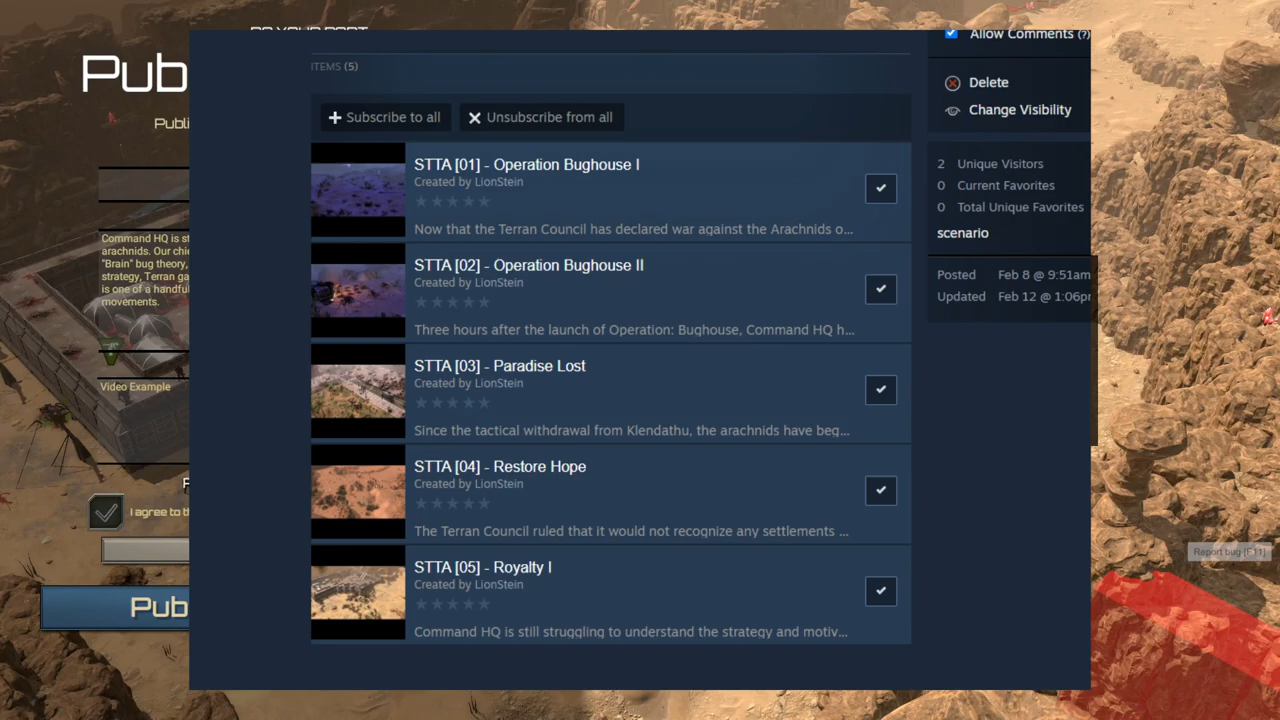 Pub
Publi
Command HQ is st
arachnids. Our chi
"Brain" bug theory,
strategy, Terran ga
is one of a handfu
movements.
Video Example
I agree to th
Pub
ITEMS (5)
Subscribe to all
Unsubscribe from all
STTA [01] - Operation Bughouse I
Created by LionStein
Now that the Terran Council has declared war against the Arachnids o...
STTA [02] - Operation Bughouse II
Created by LionStein
Three hours after the launch of Operation: Bughouse, Command HQ h...
STTA [03] - Paradise Lost
Created by LionStein
Since the tactical withdrawal from Klendathu, the arachnids have beg...
STTA [04] - Restore Hope
Created by LionStein
The Terran Council ruled that it would not recognize any settlements ...
STTA [05] - Royalty I
Created by LionStein
Command HQ is still struggling to understand the strategy and motiv...
Allow Comments (?)
Delete
Change Visibility
2 Unique Visitors
0 Current Favorites
0 Total Unique Favorites
scenario
Posted Feb 8 @ 9:51am
Updated Feb 12 @ 1:06pm
Report bug [F11]